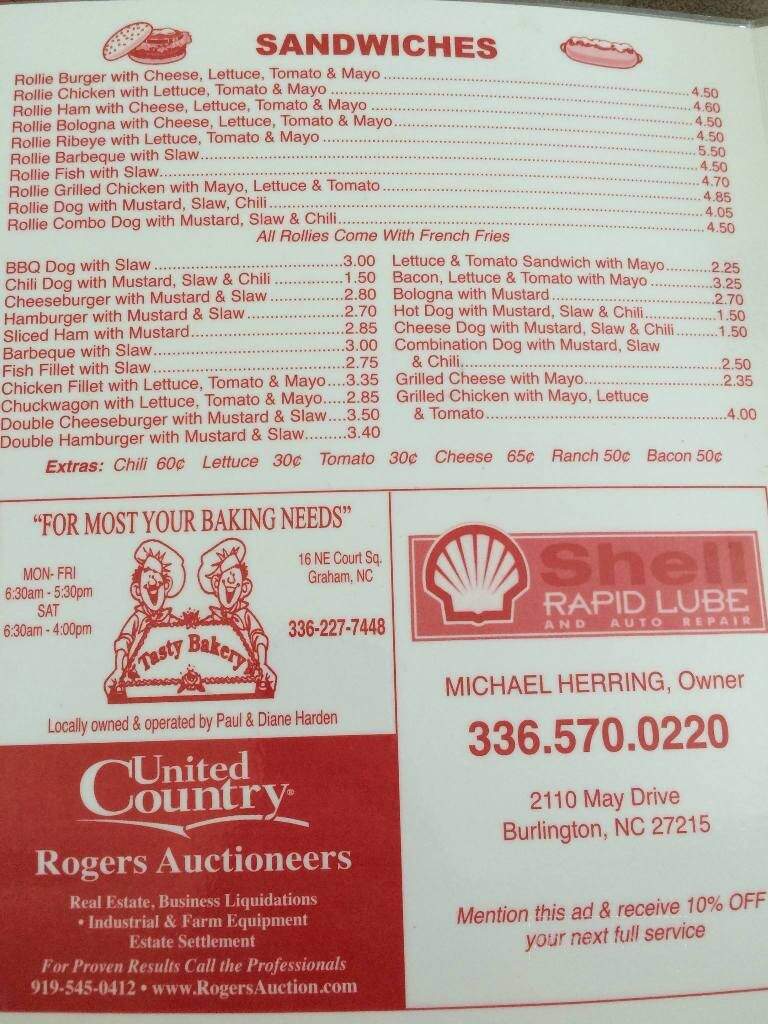 SANDWICHES
Rollie Burger with Cheese, Lettuce, Tomato & Mayo ..... 4.50
Rollie Chicken with Lettuce, Tomato & Mayo ..... 4.60
Rollie Ham with Cheese, Lettuce, Tomato & Mayo ..... 4.50
Rollie Bologna with Cheese, Lettuce, Tomato & Mayo ..... 4.50
Rollie Ribeye with Lettuce, Tomato & Mayo ..... 5.50
Rollie Barbeque with Slaw ..... 4.50
Rollie Fish with Slaw ..... 4.70
Rollie Grilled Chicken with Mayo, Lettuce & Tomato ..... 4.85
Rollie Dog with Mustard, Slaw, Chili ..... 4.05
Rollie Combo Dog with Mustard, Slaw & Chili ..... 4.50
All Rollies Come With French Fries
BBQ Dog with Slaw ..... 3.00
Chili Dog with Mustard, Slaw & Chili ..... 1.50
Cheeseburger with Mustard & Slaw ..... 2.80
Hamburger with Mustard & Slaw ..... 2.70
Sliced Ham with Mustard ..... 2.85
Barbeque with Slaw ..... 3.00
Fish Fillet with Slaw ..... 2.75
Chicken Fillet with Lettuce, Tomato & Mayo .... 3.35
Chuckwagon with Lettuce, Tomato & Mayo ..... 2.85
Double Cheeseburger with Mustard & Slaw ... 3.50
Double Hamburger with Mustard & Slaw ..... 3.40
Lettuce & Tomato Sandwich with Mayo ..... 2.25
Bacon, Lettuce & Tomato with Mayo ..... 3.25
Bologna with Mustard ..... 2.70
Hot Dog with Mustard, Slaw & Chili ..... 1.50
Cheese Dog with Mustard, Slaw & Chili ..... 1.50
Combination Dog with Mustard, Slaw
& Chili ..... 2.50
Grilled Cheese with Mayo ..... 2.35
Grilled Chicken with Mayo, Lettuce
& Tomato ..... 4.00
Extras: Chili 60¢ Lettuce 30¢ Tomato 30¢ Cheese 65¢ Ranch 50¢ Bacon 50¢
"FOR MOST YOUR BAKING NEEDS"
MON- FRI
6:30am - 5:30pm
SAT
6:30am - 4:00pm
Tasty Bakery
16 NE Court Sq.
Graham, NC
336-227-7448
Locally owned & operated by Paul & Diane Harden
United
Country®
Rogers Auctioneers
Real Estate, Business Liquidations
• Industrial & Farm Equipment
Estate Settlement
For Proven Results Call the Professionals
919-545-0412 • www.RogersAuction.com
Shell
RAPID LUBE
AND AUTO REPAIR
MICHAEL HERRING, Owner
336.570.0220
2110 May Drive
Burlington, NC 27215
Mention this ad & receive 10% OFF
your next full service